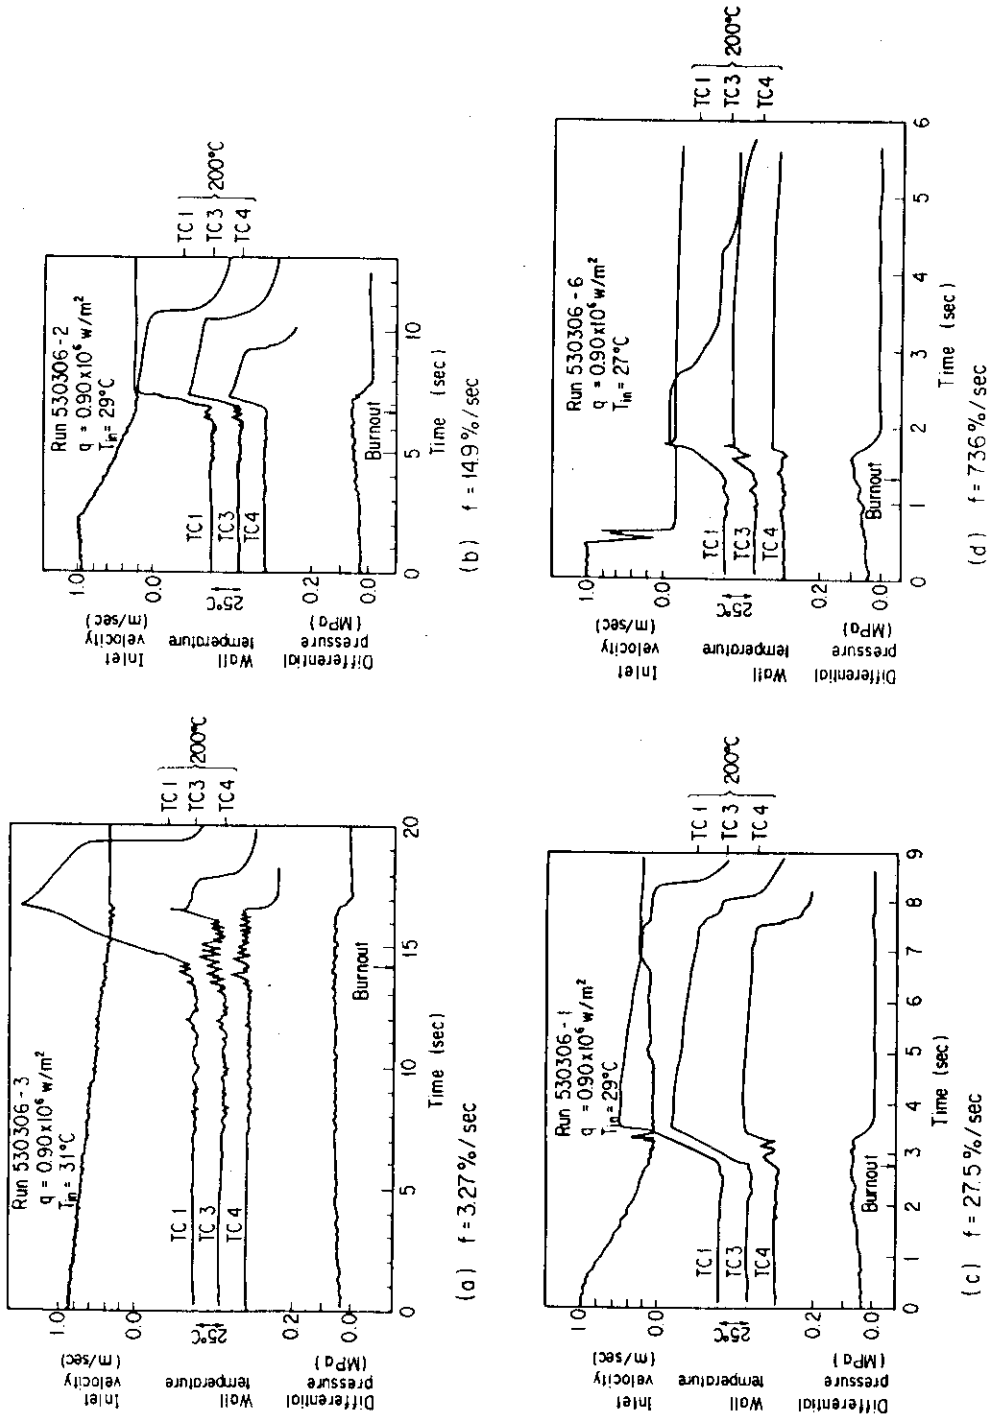 Run 530306-3
q = 0.90x10⁶ w/m²
Tin = 31°C
Inlet velocity (m/sec)
1.0
0.0
Wall temperature
25°C
TC 1
TC 3
TC 4
TC 1
TC 3
TC 4
200°C
Differential pressure (MPa)
0.2
0.0
Burnout
0
5
10
15
20
Time (sec)
(a) f = 3.27%/sec
Run 530306-2
q = 0.90x10⁶ w/m²
Tin = 29°C
Inlet velocity (m/sec)
1.0
0.0
Wall temperature
25°C
TC 1
TC 3
TC 4
TC 1
TC 3
TC 4
200°C
Differential pressure (MPa)
0.2
0.0
Burnout
0
5
10
Time (sec)
(b) f = 14.9%/sec
Run 530306-1
q = 0.90x10⁶ w/m²
Tin = 29°C
Inlet velocity (m/sec)
1.0
0.0
Wall temperature
25°C
TC 1
TC 3
TC 4
TC 1
TC 3
TC 4
200°C
Differential pressure (MPa)
0.2
0.0
Burnout
0
1
2
3
4
5
6
7
8
9
Time (sec)
(c) f = 27.5%/sec
Run 530306-6
q = 0.90x10⁶ w/m²
Tin = 27°C
Inlet velocity (m/sec)
1.0
0.0
Wall temperature
25°C
TC 1
TC 3
TC 4
TC 1
TC 3
TC 4
200°C
Differential pressure (MPa)
0.2
0.0
Burnout
0
1
2
3
4
5
6
Time (sec)
(d) f = 736%/sec